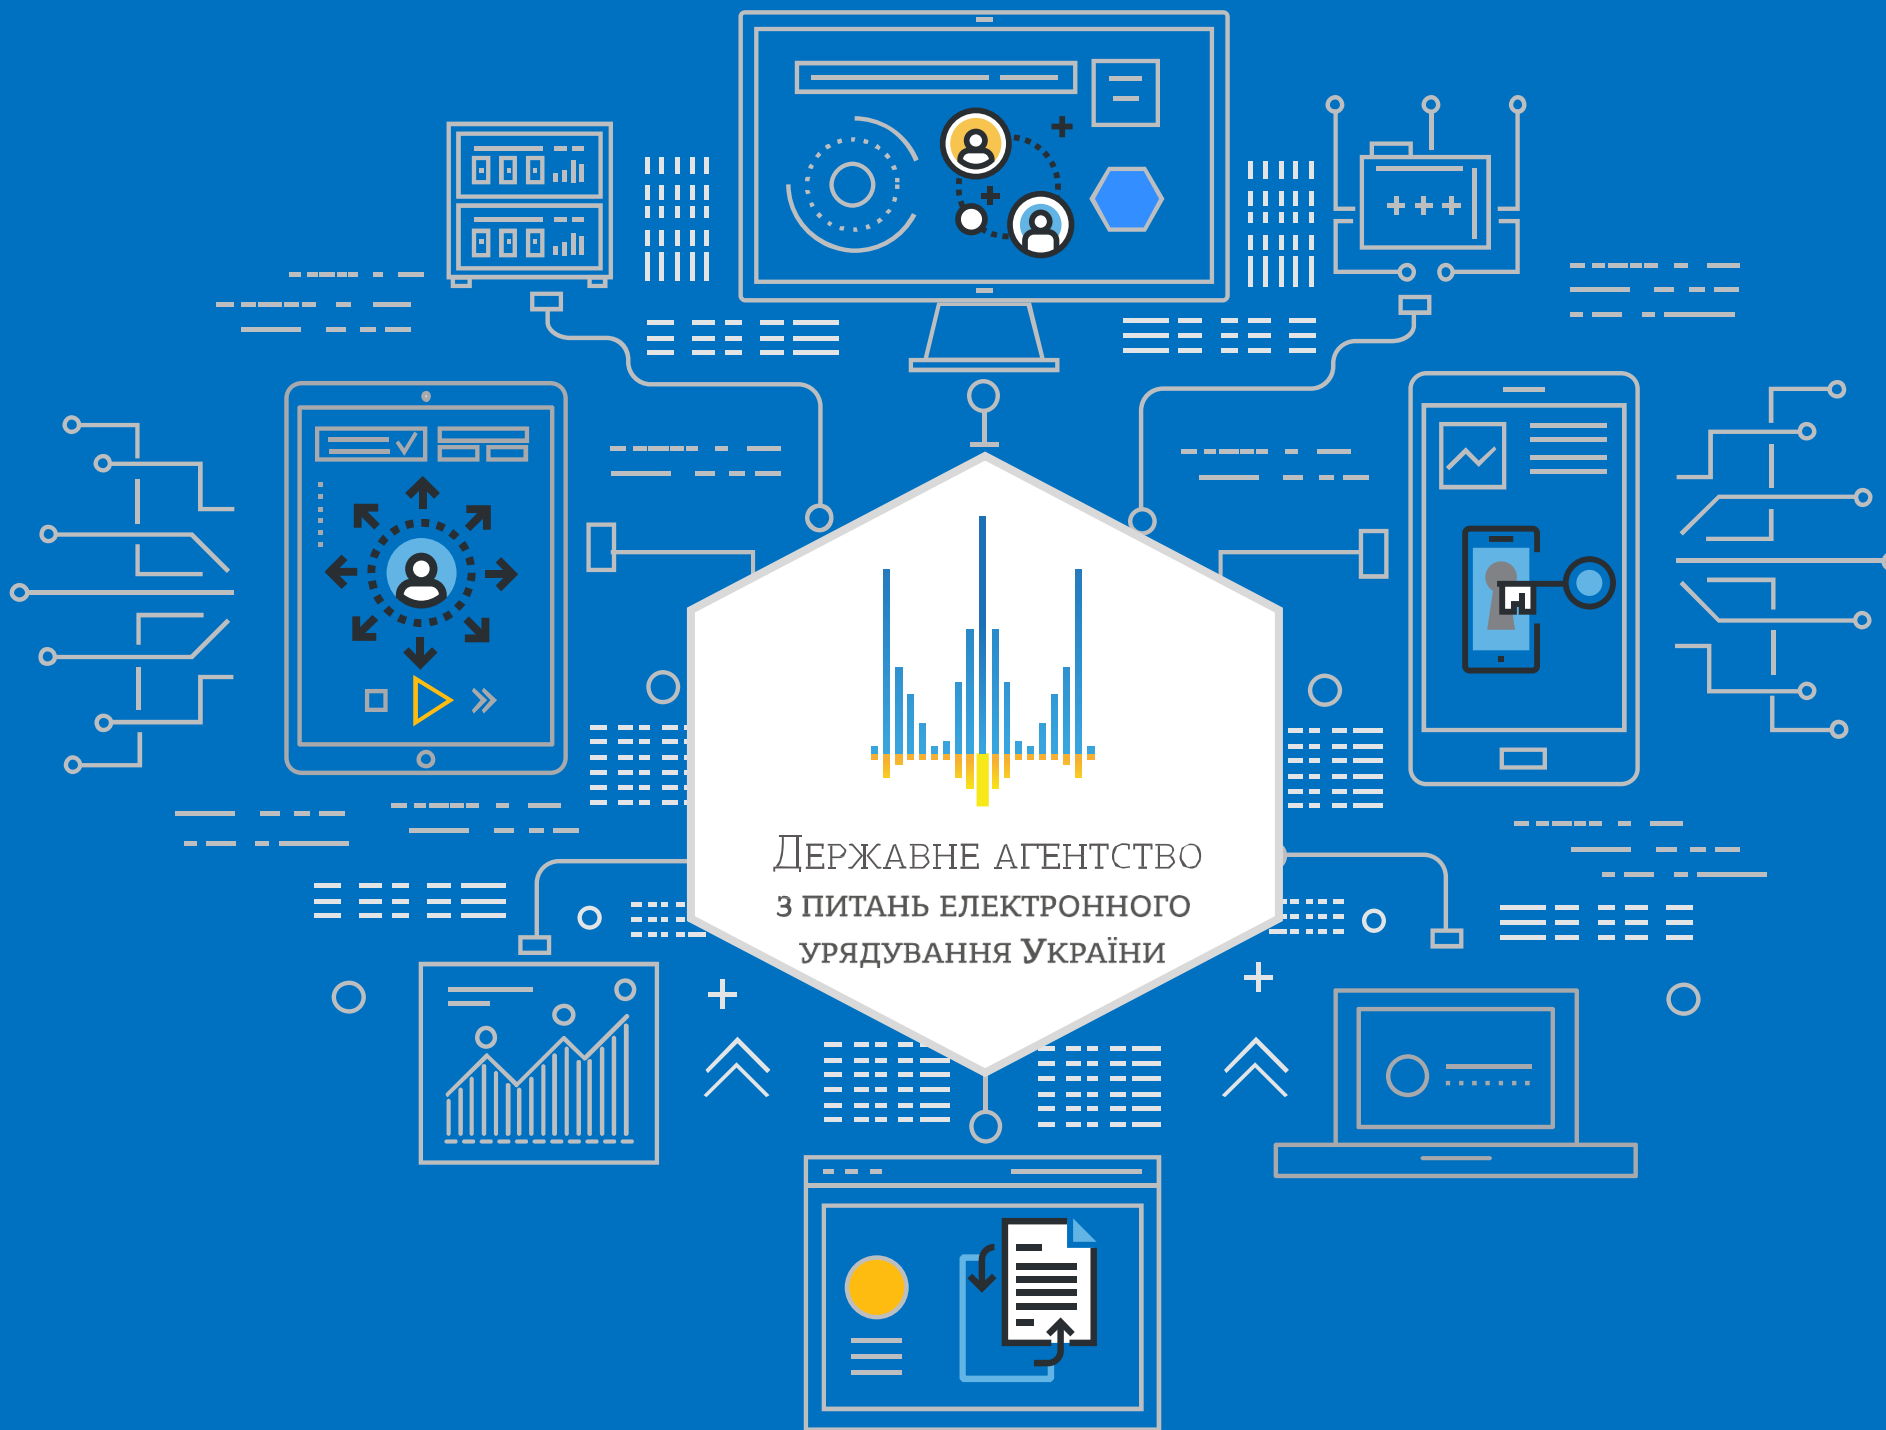 Державне агентство
з питань електронного
урядування України